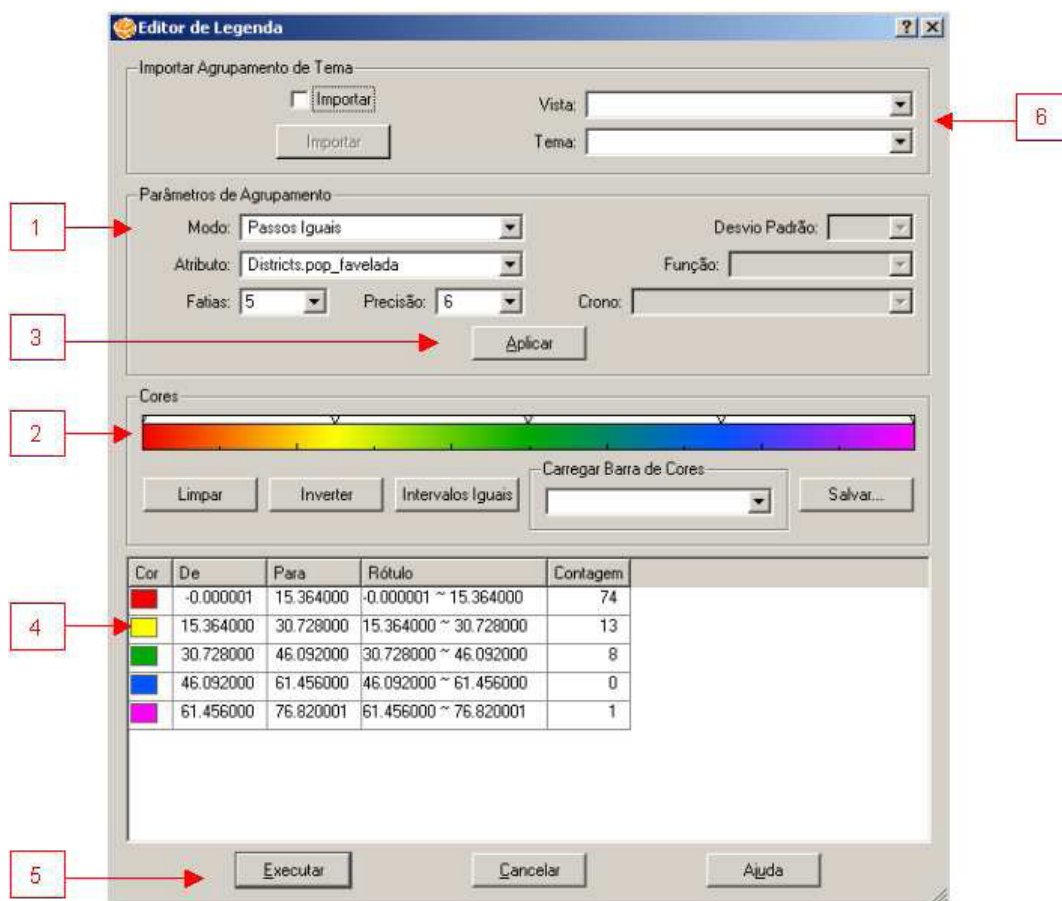 Editor de Legenda
Importar Agrupamento de Tema
Importar
Vista:
6
Importar
Tema:
Parâmetros de Agrupamento
1
Modo: Passos Iguais
Desvio Padrão:
Atributo: Districts.pop_favelada
Função:
Fatias: 5
Precisão: 6
Crono:
3
Aplicar
Cores
2
Carregar Barra de Cores
Limpar
Inverter
Intervalos Iguais
Salvar...
Cor De Para Rótulo Contagem
-0.000001 15.364000 -0.000001 ~ 15.364000 74
4
15.364000 30.728000 15.364000 ~ 30.728000 13
30.728000 46.092000 30.728000 ~ 46.092000 8
46.092000 61.456000 46.092000 ~ 61.456000 0
61.456000 76.820001 61.456000 ~ 76.820001 1
5
Executar
Cancelar
Ajuda